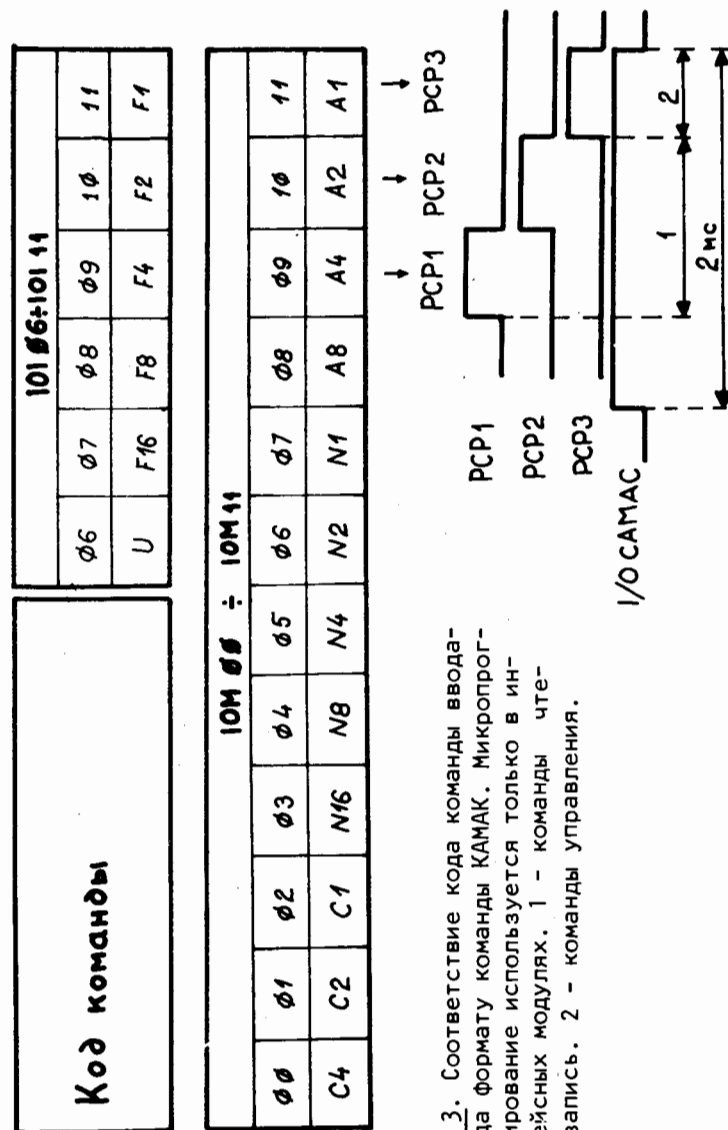 Код команды
101 Ø6÷101 11
Ø6 Ø7 Ø8 Ø9 1Ø 11
U F16 F8 F4 F2 F1
10M ØØ ÷ 10M 11
ØØ Ø1 Ø2 Ø3 Ø4 Ø5 Ø6 Ø7 Ø8 Ø9 1Ø 11
C4 C2 C1 N16 N8 N4 N2 N1 A8 A4 A2 A1
PCP1 PCP2 PCP3
3. Соответствие кода команды ввода-
да формату команды КАМАК. Микропрог-
ирование используется только в ин-
ейсных модулях. 1 - команды чте-
запись. 2 - команды управления.
PCP1
PCP2
PCP3
I/O CAMAC
1 2
2 мс